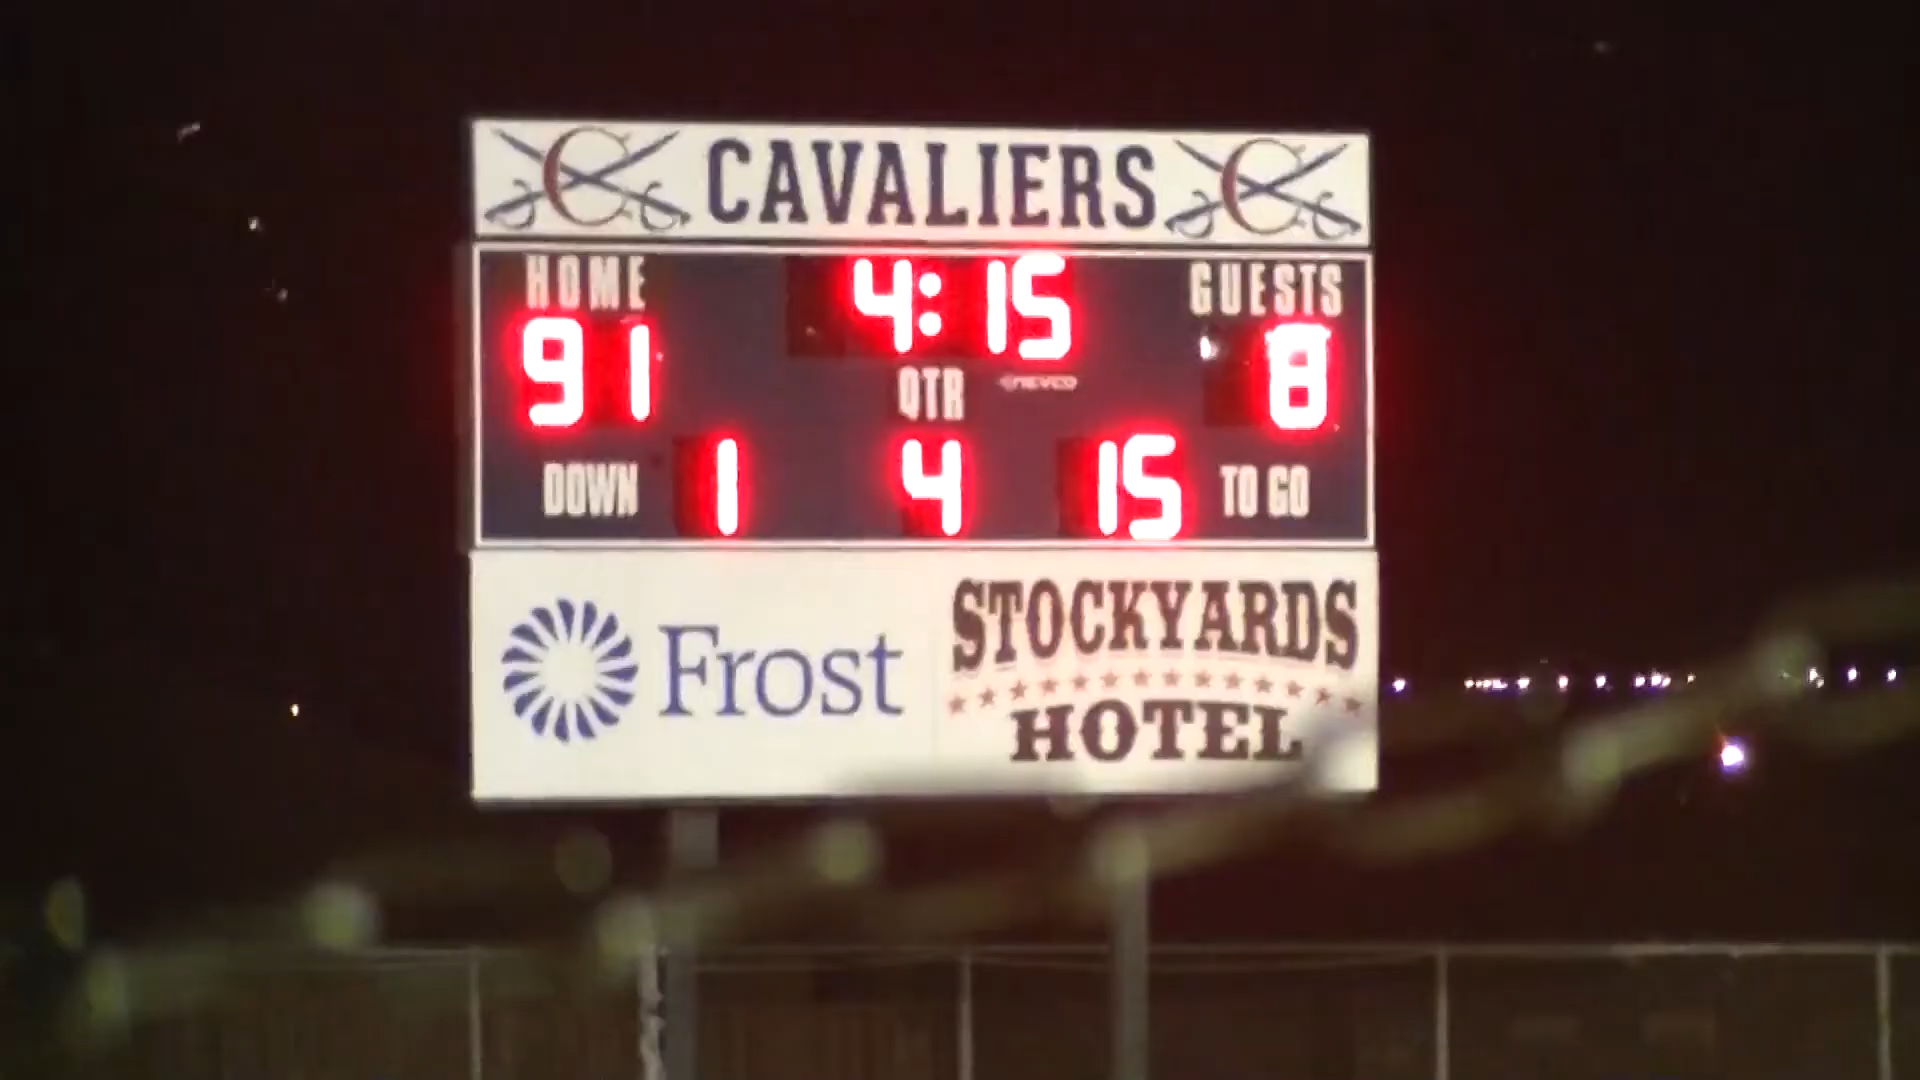 CAVALIERS
HOME 4:15 GUESTS
91 8
QTR NEVCO
DOWN 1 4 15 TO GO
Frost
STOCKYARDS
HOTEL